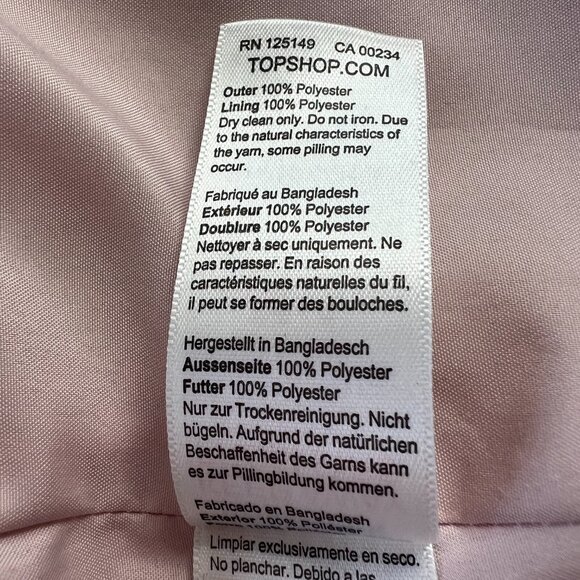 RN 125149 CA 00234
TOPSHOP.COM
Outer 100% Polyester
Lining 100% Polyester
Dry clean only. Do not iron. Due
to the natural characteristics of
the yarn, some pilling may
occur.
Fabriqué au Bangladesh
Extérieur 100% Polyester
Doublure 100% Polyester
Nettoyer à sec uniquement. Ne
pas repasser. En raison des
caractéristiques naturelles du fil,
il peut se former des bouloches.
Hergestellt in Bangladesch
Aussenseite 100% Polyester
Futter 100% Polyester
Nur zur Trockenreinigung. Nicht
bügeln. Aufgrund der natürlichen
Beschaffenheit des Garns kann
es zur Pillingbildung kommen.
Fabricado en Bangladesh
Exterior 100% Poliéster
Limpiar exclusivamente en seco.
No planchar. Debido a las